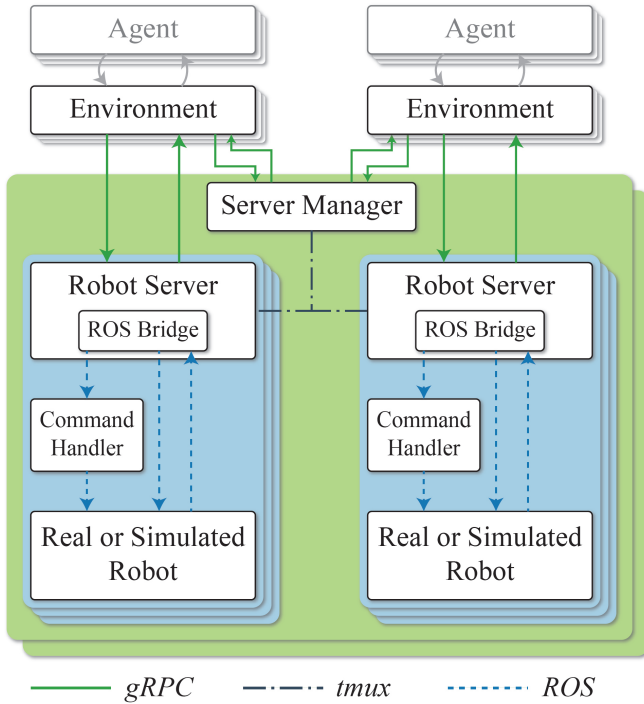 Agent
Agent
Environment
Environment
Server Manager
Robot Server
Robot Server
ROS Bridge
ROS Bridge
Command
Handler
Command
Handler
Real or Simulated
Robot
Real or Simulated
Robot
gRPC
tmux
ROS